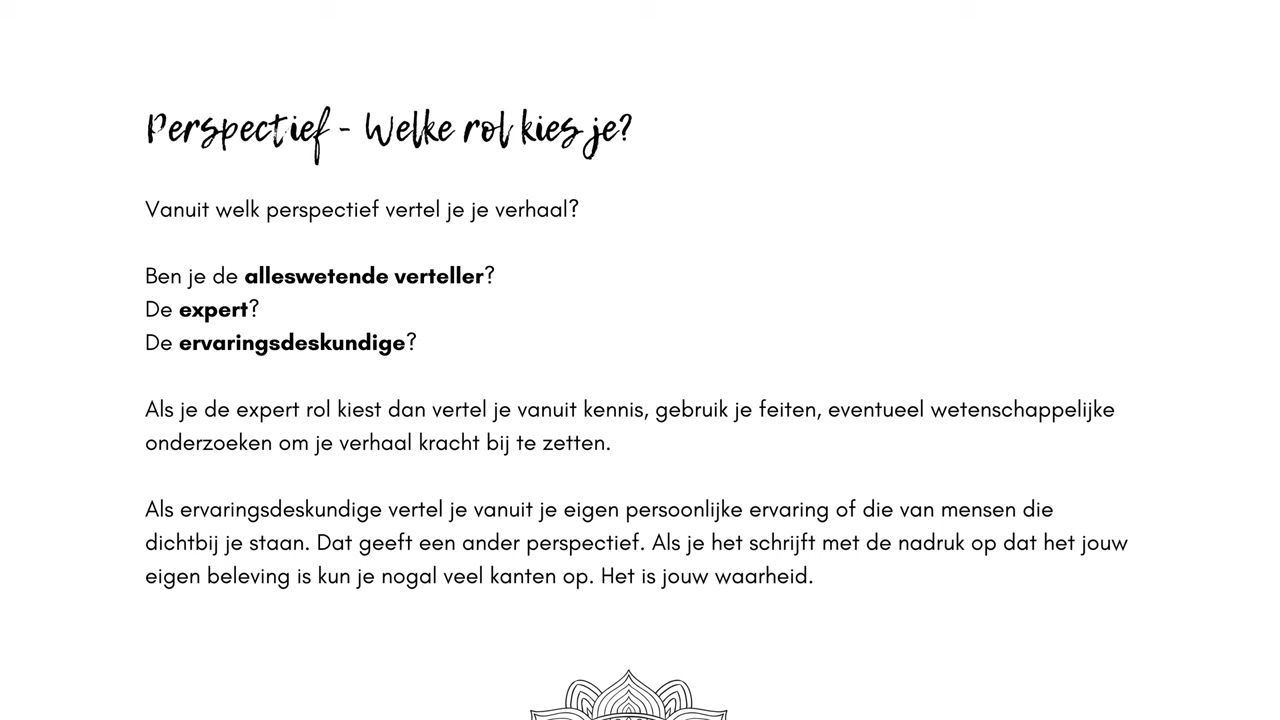 Perspectief - Welke rol kies je?
Vanuit welk perspectief vertel je je verhaal?
Ben je de alleswetende verteller?
De expert?
De ervaringsdeskundige?
Als je de expert rol kiest dan vertel je vanuit kennis, gebruik je feiten, eventueel wetenschappelijke
onderzoeken om je verhaal kracht bij te zetten.
Als ervaringsdeskundige vertel je vanuit je eigen persoonlijke ervaring of die van mensen die
dichtbij je staan. Dat geeft een ander perspectief. Als je het schrijft met de nadruk op dat het jouw
eigen beleving is kun je nogal veel kanten op. Het is jouw waarheid.